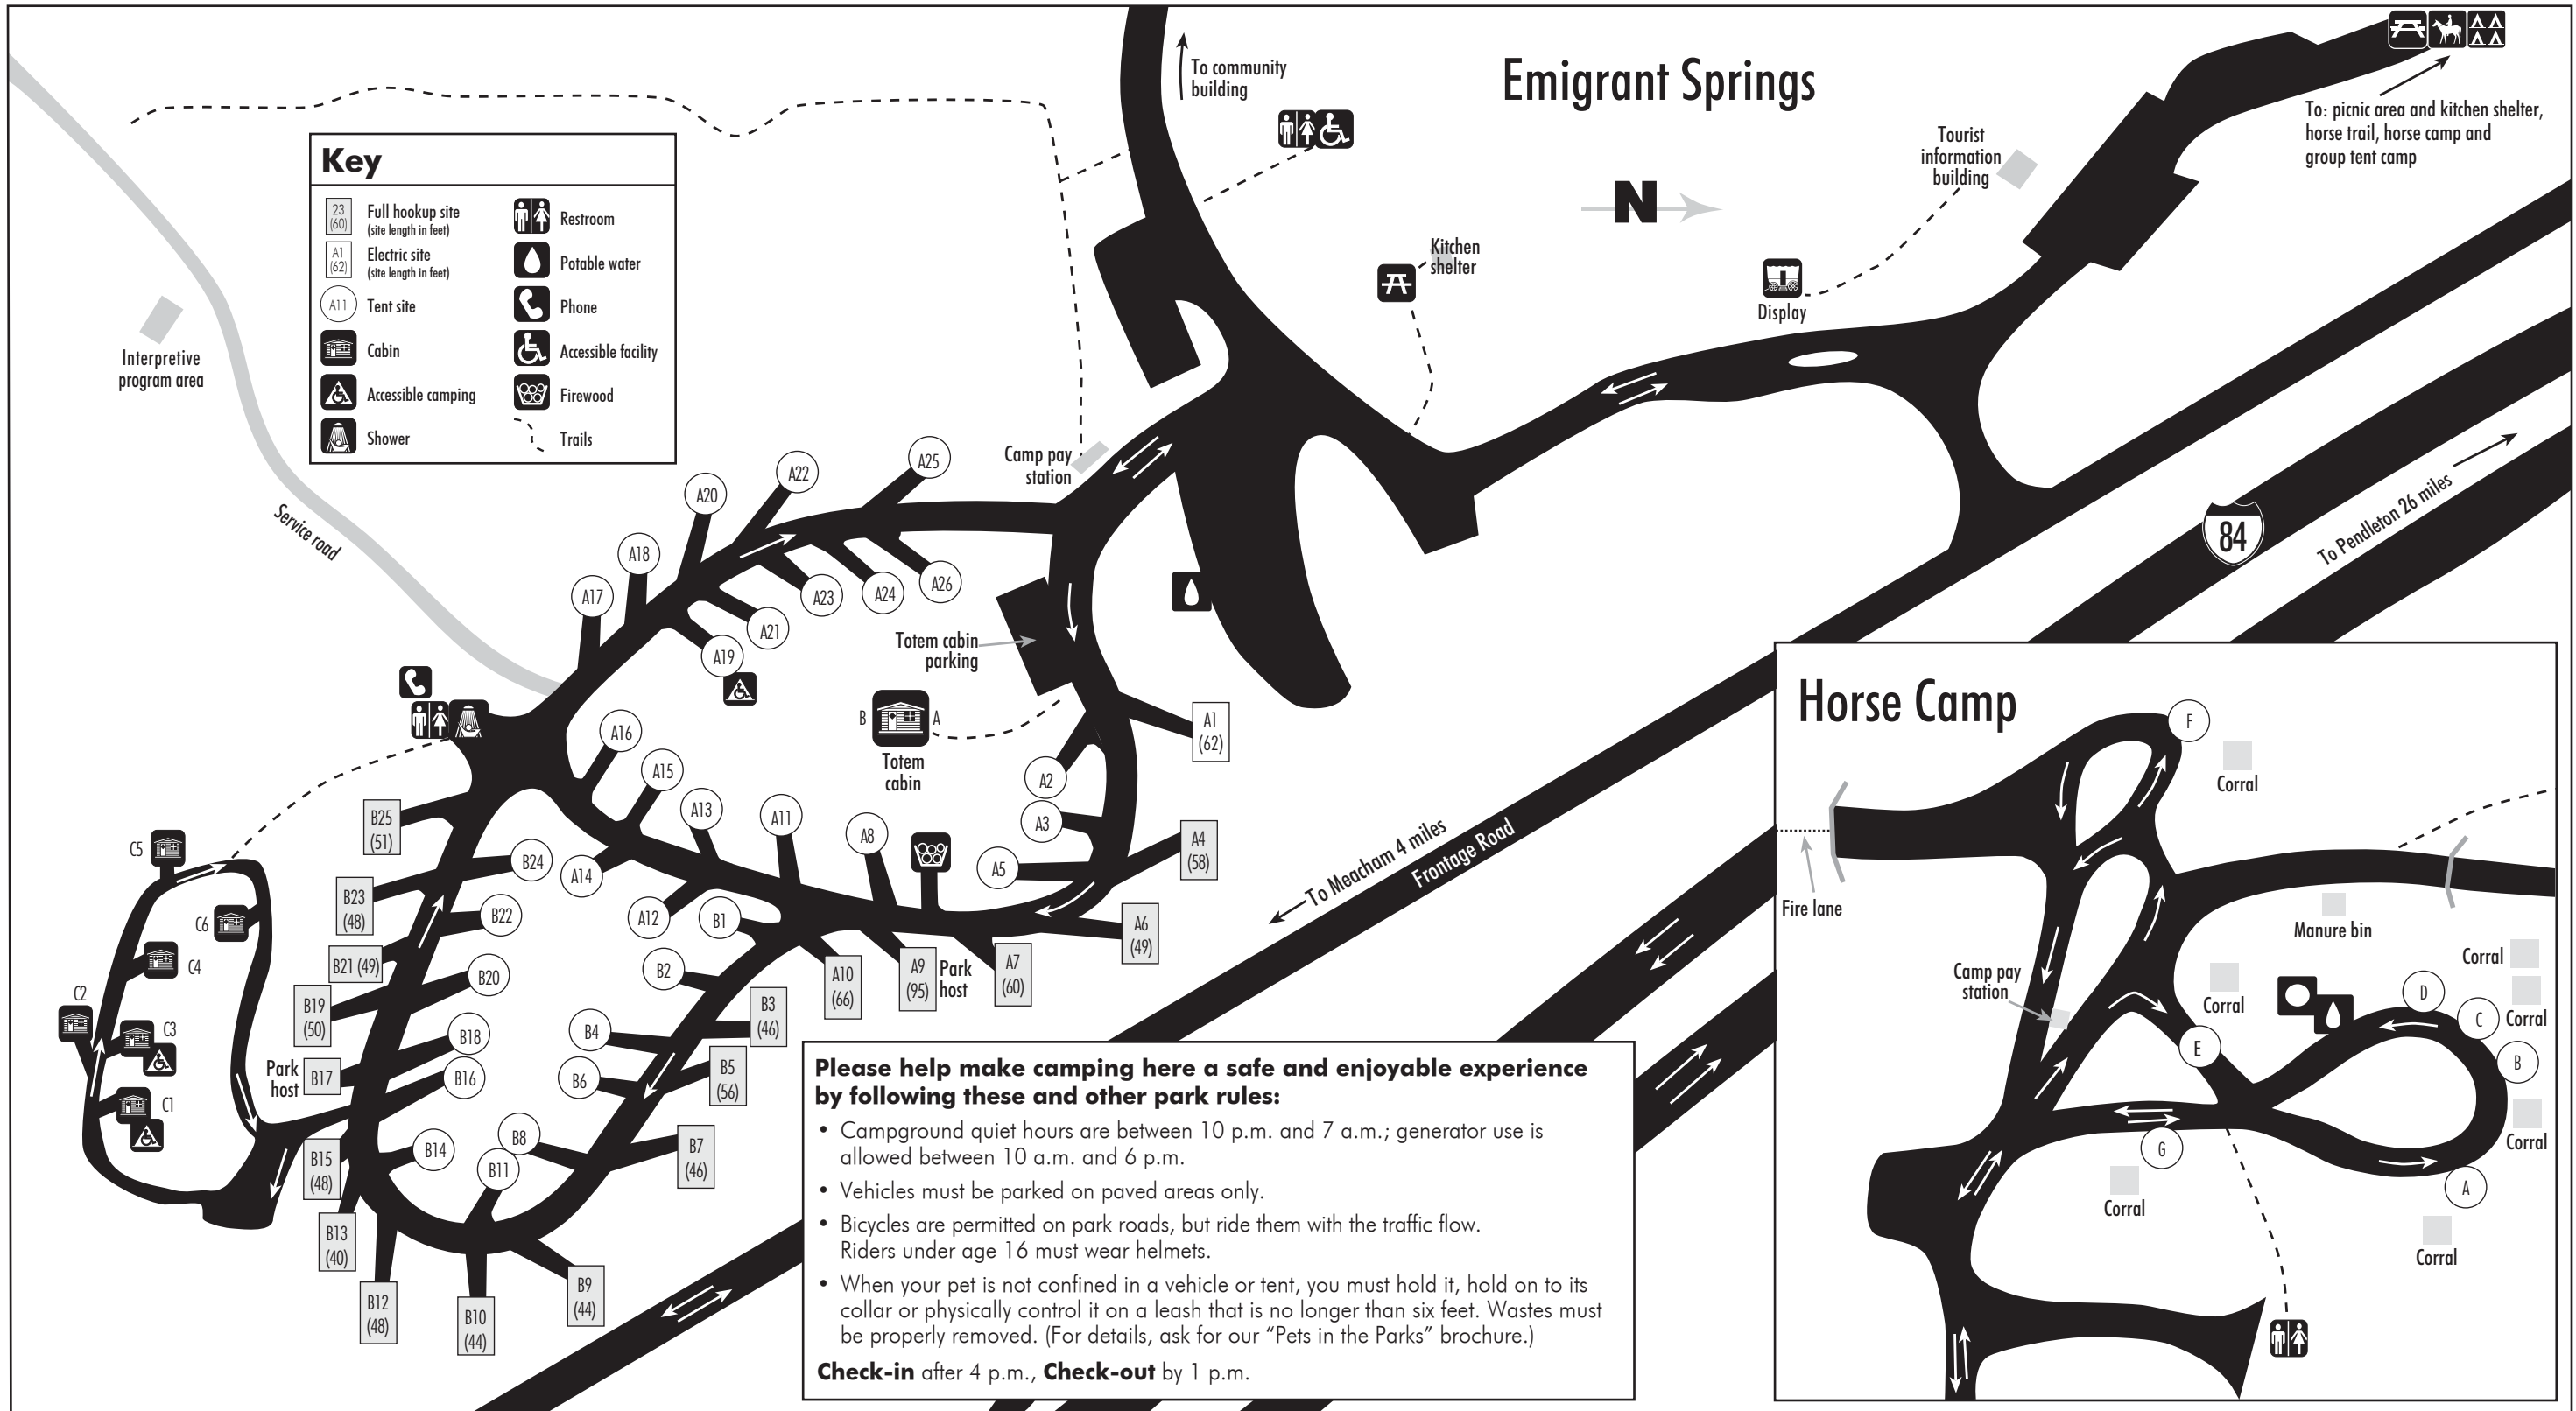 Emigrant Springs
To community
building
To: picnic area and kitchen shelter,
horse trail, horse camp and
group tent camp
Tourist
information
building
N
Kitchen
shelter
Display
Key
23
(60)
Full hookup site
(site length in feet)
A1
(62)
Electric site
(site length in feet)
A11
Tent site
Cabin
Accessible camping
Shower
Restroom
Potable water
Phone
Accessible facility
Firewood
Trails
Interpretive
program area
Service road
Camp pay
station
84
To Pendleton 26 miles
To Meacham 4 miles
Frontage Road
Totem cabin
parking
B
A
Totem
cabin
A25
A22
A20
A18
A17
A26
A24
A23
A21
A19
A16
A15
A13
A11
A8
A14
A12
A1
(62)
A2
A3
A4
(58)
A5
A6
(49)
A7
(60)
A9
(95)
Park
host
A10
(66)
B1
B2
B3
(46)
B4
B5
(56)
B6
B7
(46)
B8
B11
B9
(44)
B10
(44)
B12
(48)
B13
(40)
B14
B15
(48)
B16
Park
host
B17
B18
B19
(50)
B20
B21 (49)
B22
B23
(48)
B24
B25
(51)
C5
C6
C4
C2
C3
C1
Please help make camping here a safe and enjoyable experience
by following these and other park rules:
• Campground quiet hours are between 10 p.m. and 7 a.m.; generator use is
allowed between 10 a.m. and 6 p.m.
• Vehicles must be parked on paved areas only.
• Bicycles are permitted on park roads, but ride them with the traffic flow.
Riders under age 16 must wear helmets.
• When your pet is not confined in a vehicle or tent, you must hold it, hold on to its
collar or physically control it on a leash that is no longer than six feet. Wastes must
be properly removed. (For details, ask for our “Pets in the Parks” brochure.)
Check-in after 4 p.m., Check-out by 1 p.m.
Horse Camp
F
Corral
Fire lane
Manure bin
Corral
Camp pay
station
Corral
D
C
Corral
E
B
G
Corral
A
Corral
Corral